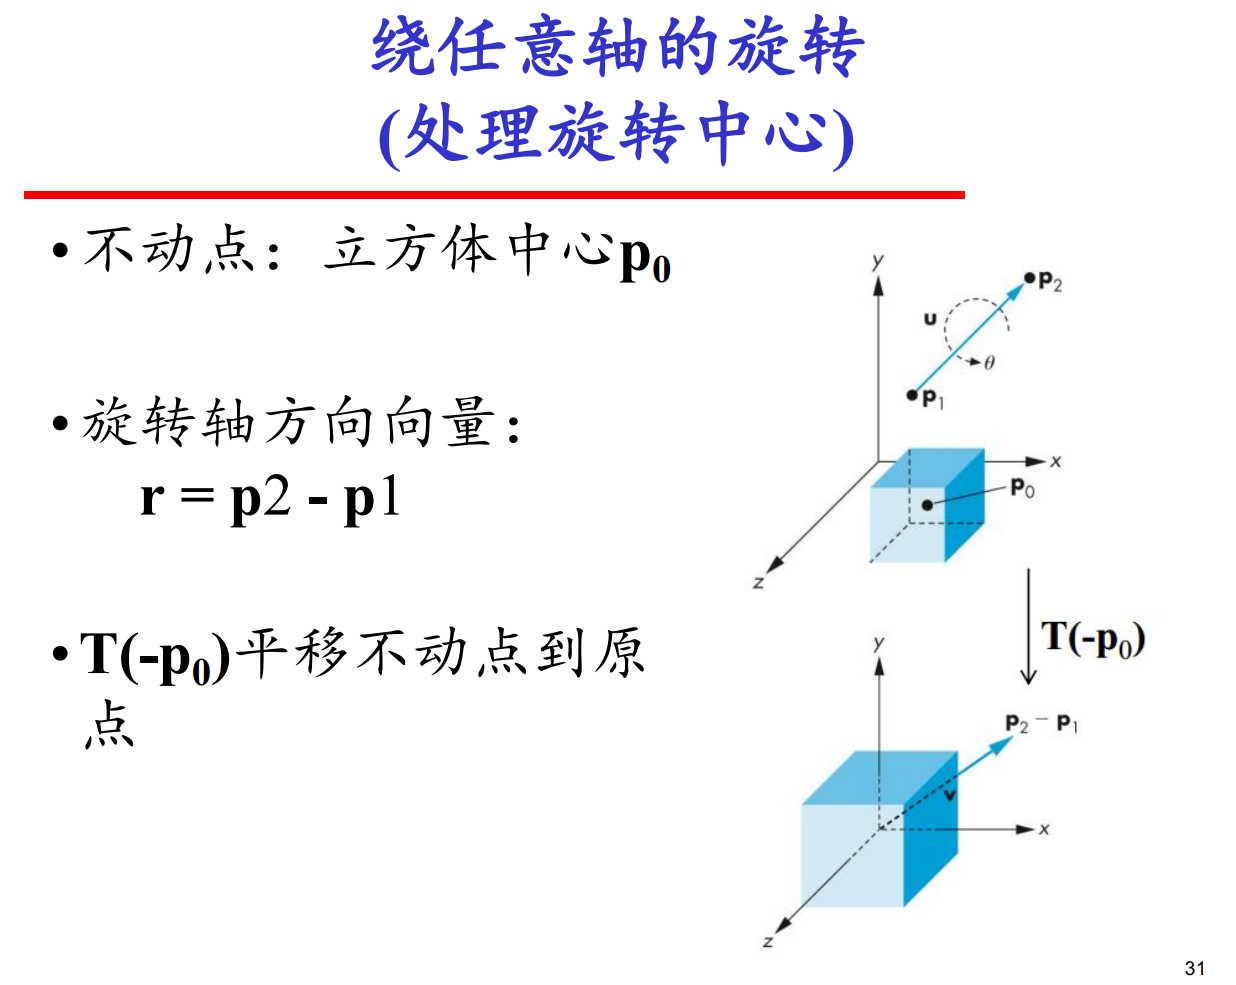 绕任意轴的旋转
(处理旋转中心)
• 不动点：立方体中心p₀
• 旋转轴方向向量：
r = p2 - p1
• T(-p₀)平移不动点到原
点
y
p₂
u
θ
p₁
x
p₀
z
T(-p₀)
y
p₂ − p₁
v
x
z
31